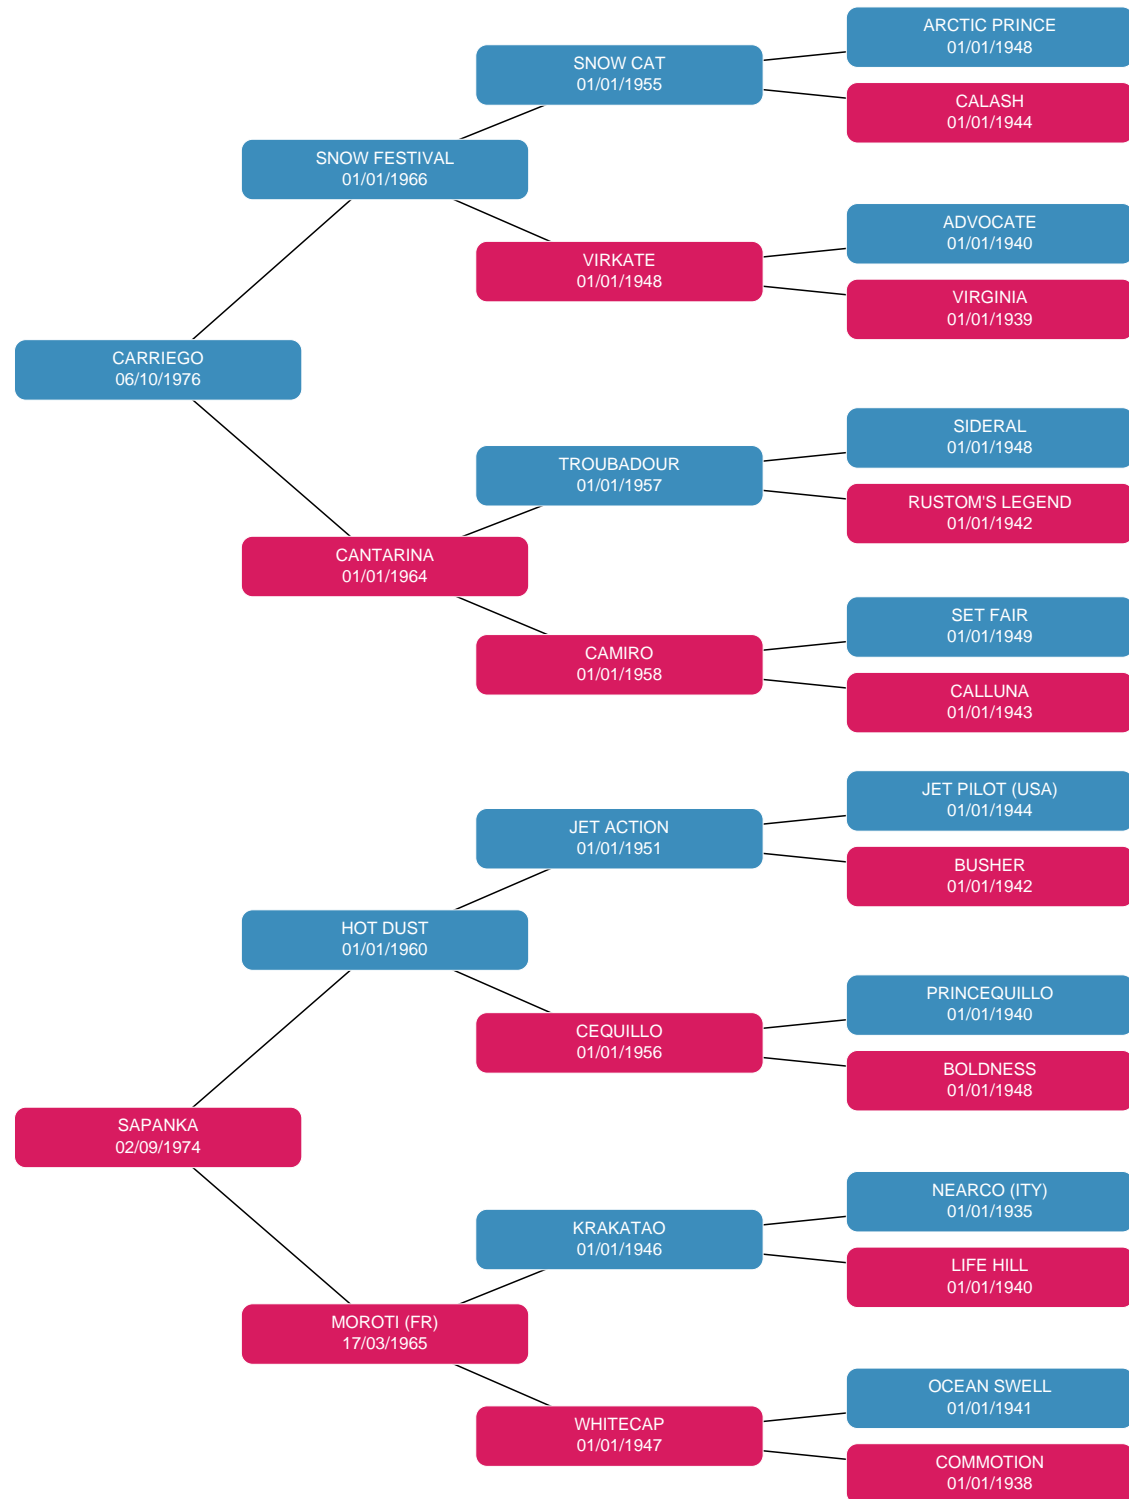 ARCTIC PRINCE
01/01/1948
SNOW CAT
01/01/1955
CALASH
01/01/1944
SNOW FESTIVAL
01/01/1966
ADVOCATE
01/01/1940
VIRKATE
01/01/1948
VIRGINIA
01/01/1939
CARRIEGO
06/10/1976
SIDERAL
01/01/1948
TROUBADOUR
01/01/1957
RUSTOM'S LEGEND
01/01/1942
CANTARINA
01/01/1964
SET FAIR
01/01/1949
CAMIRO
01/01/1958
CALLUNA
01/01/1943
JET PILOT (USA)
01/01/1944
JET ACTION
01/01/1951
BUSHER
01/01/1942
HOT DUST
01/01/1960
PRINCEQUILLO
01/01/1940
CEQUILLO
01/01/1956
BOLDNESS
01/01/1948
SAPANKA
02/09/1974
NEARCO (ITY)
01/01/1935
KRAKATAO
01/01/1946
LIFE HILL
01/01/1940
MOROTI (FR)
17/03/1965
OCEAN SWELL
01/01/1941
WHITECAP
01/01/1947
COMMOTION
01/01/1938